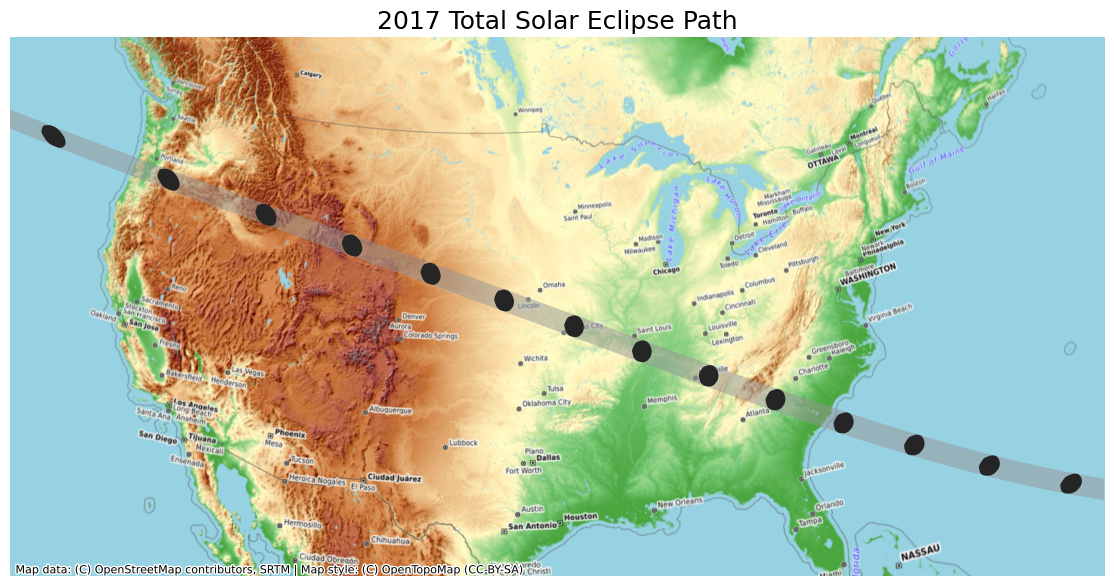 2017 Total Solar Eclipse Path
Calgary
Winnipeg
Seattle
Portland
Québec
Halifax
Montréal
Longueuil
Laval
Gatineau
OTTAWA
Gulf of Maine
Boston
Lake Superior
Lake Huron
Lake Michigan
Lake Ontario
Lake Erie
Markham
Mississauga
Toronto
Hamilton
Buffalo
Minneapolis
Saint Paul
Madison
Milwaukee
Chicago
Detroit
Toledo
Cleveland
Pittsburgh
New York
Newark
Philadelphia
Baltimore
WASHINGTON
Columbus
Indianapolis
Cincinnati
Omaha
Lincoln
City
Saint Louis
Louisville
Lexington
Virginia Beach
Greensboro
Raleigh
Charlotte
Reno
Sacramento
Stockton
San Francisco
Oakland
San Jose
Fresno
Denver
Aurora
Colorado Springs
Wichita
Las Vegas
Henderson
Bakersfield
Tulsa
Oklahoma City
Memphis
Atlanta
Los Angeles
Long Beach
Santa Ana
Anaheim
Albuquerque
San Diego
Tijuana
Mexicali
Ensenada
Phoenix
Mesa
Tucson
Lubbock
Plano
Dallas
Fort Worth
Heroica Nogales
El Paso
Ciudad Juárez
Jacksonville
Austin
Houston
San Antonio
New Orleans
Orlando
Tampa
Hermosillo
Chihuahua
Ciudad Obregón
Miami
NASSAU
Christi
Map data: (C) OpenStreetMap contributors, SRTM | Map style: (C) OpenTopoMap (CC-BY-SA)